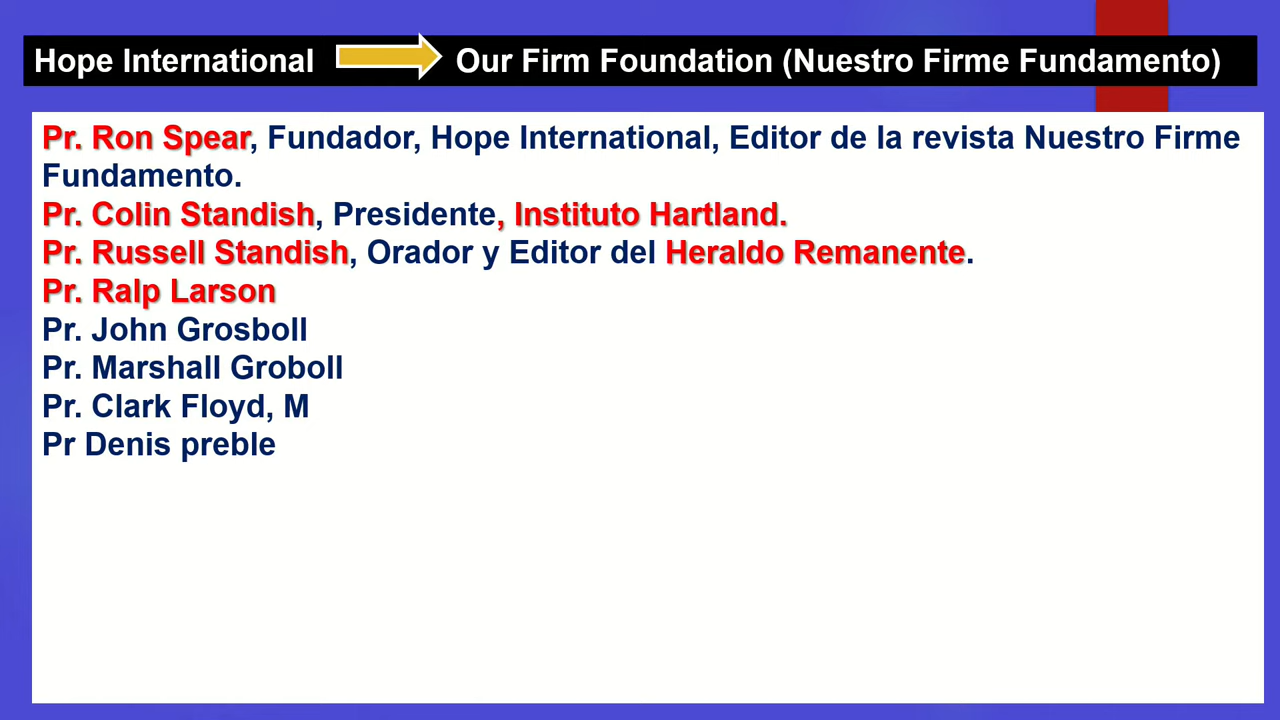 Hope International Our Firm Foundation (Nuestro Firme Fundamento)
Pr. Ron Spear, Fundador, Hope International, Editor de la revista Nuestro Firme
Fundamento.
Pr. Colin Standish, Presidente, Instituto Hartland.
Pr. Russell Standish, Orador y Editor del Heraldo Remanente.
Pr. Ralp Larson
Pr. John Grosboll
Pr. Marshall Groboll
Pr. Clark Floyd, M
Pr Denis preble